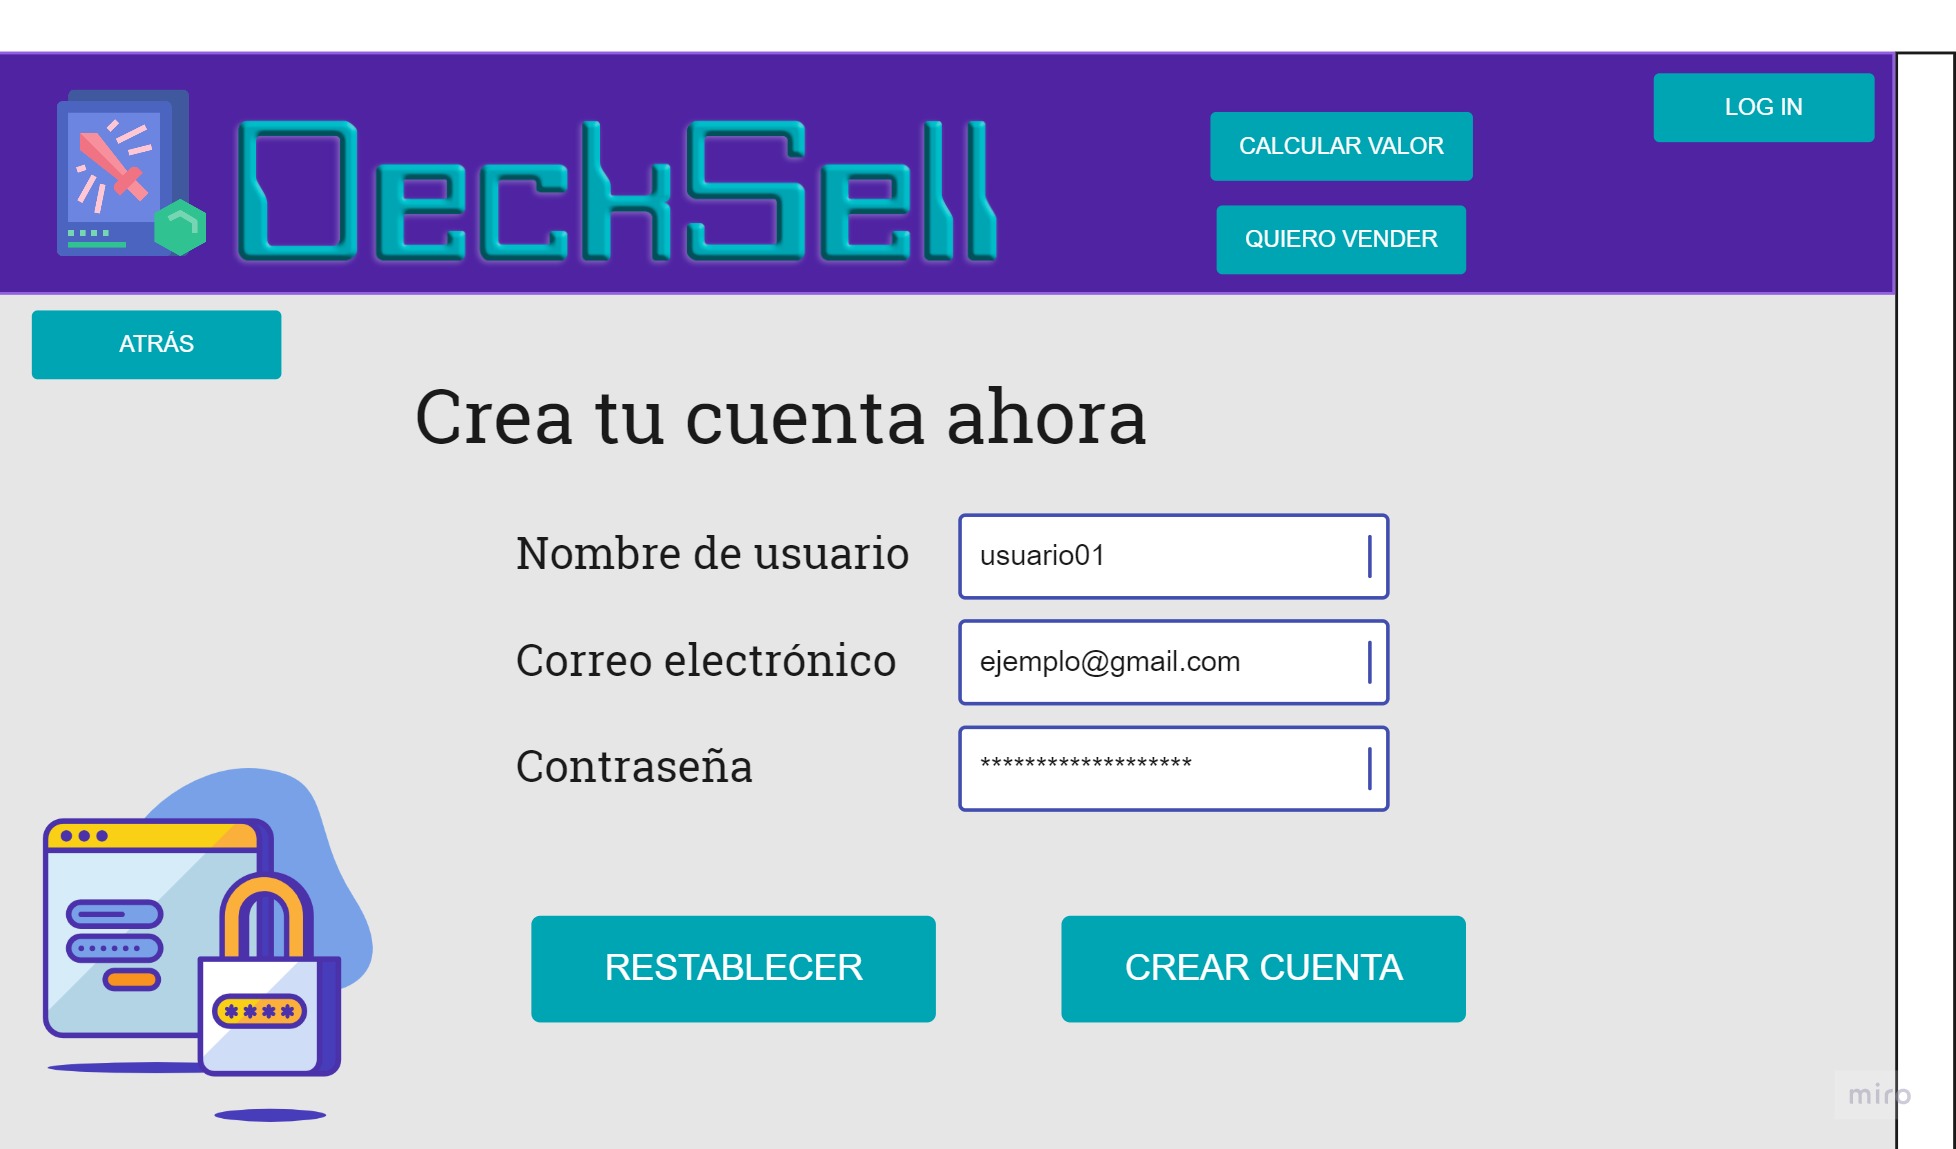 LOG IN
DeckSell
CALCULAR VALOR
QUIERO VENDER
ATRÁS
Crea tu cuenta ahora
Nombre de usuario
usuario01
Correo electrónico
ejemplo@gmail.com
Contraseña
*******************
RESTABLECER
CREAR CUENTA
****
miro